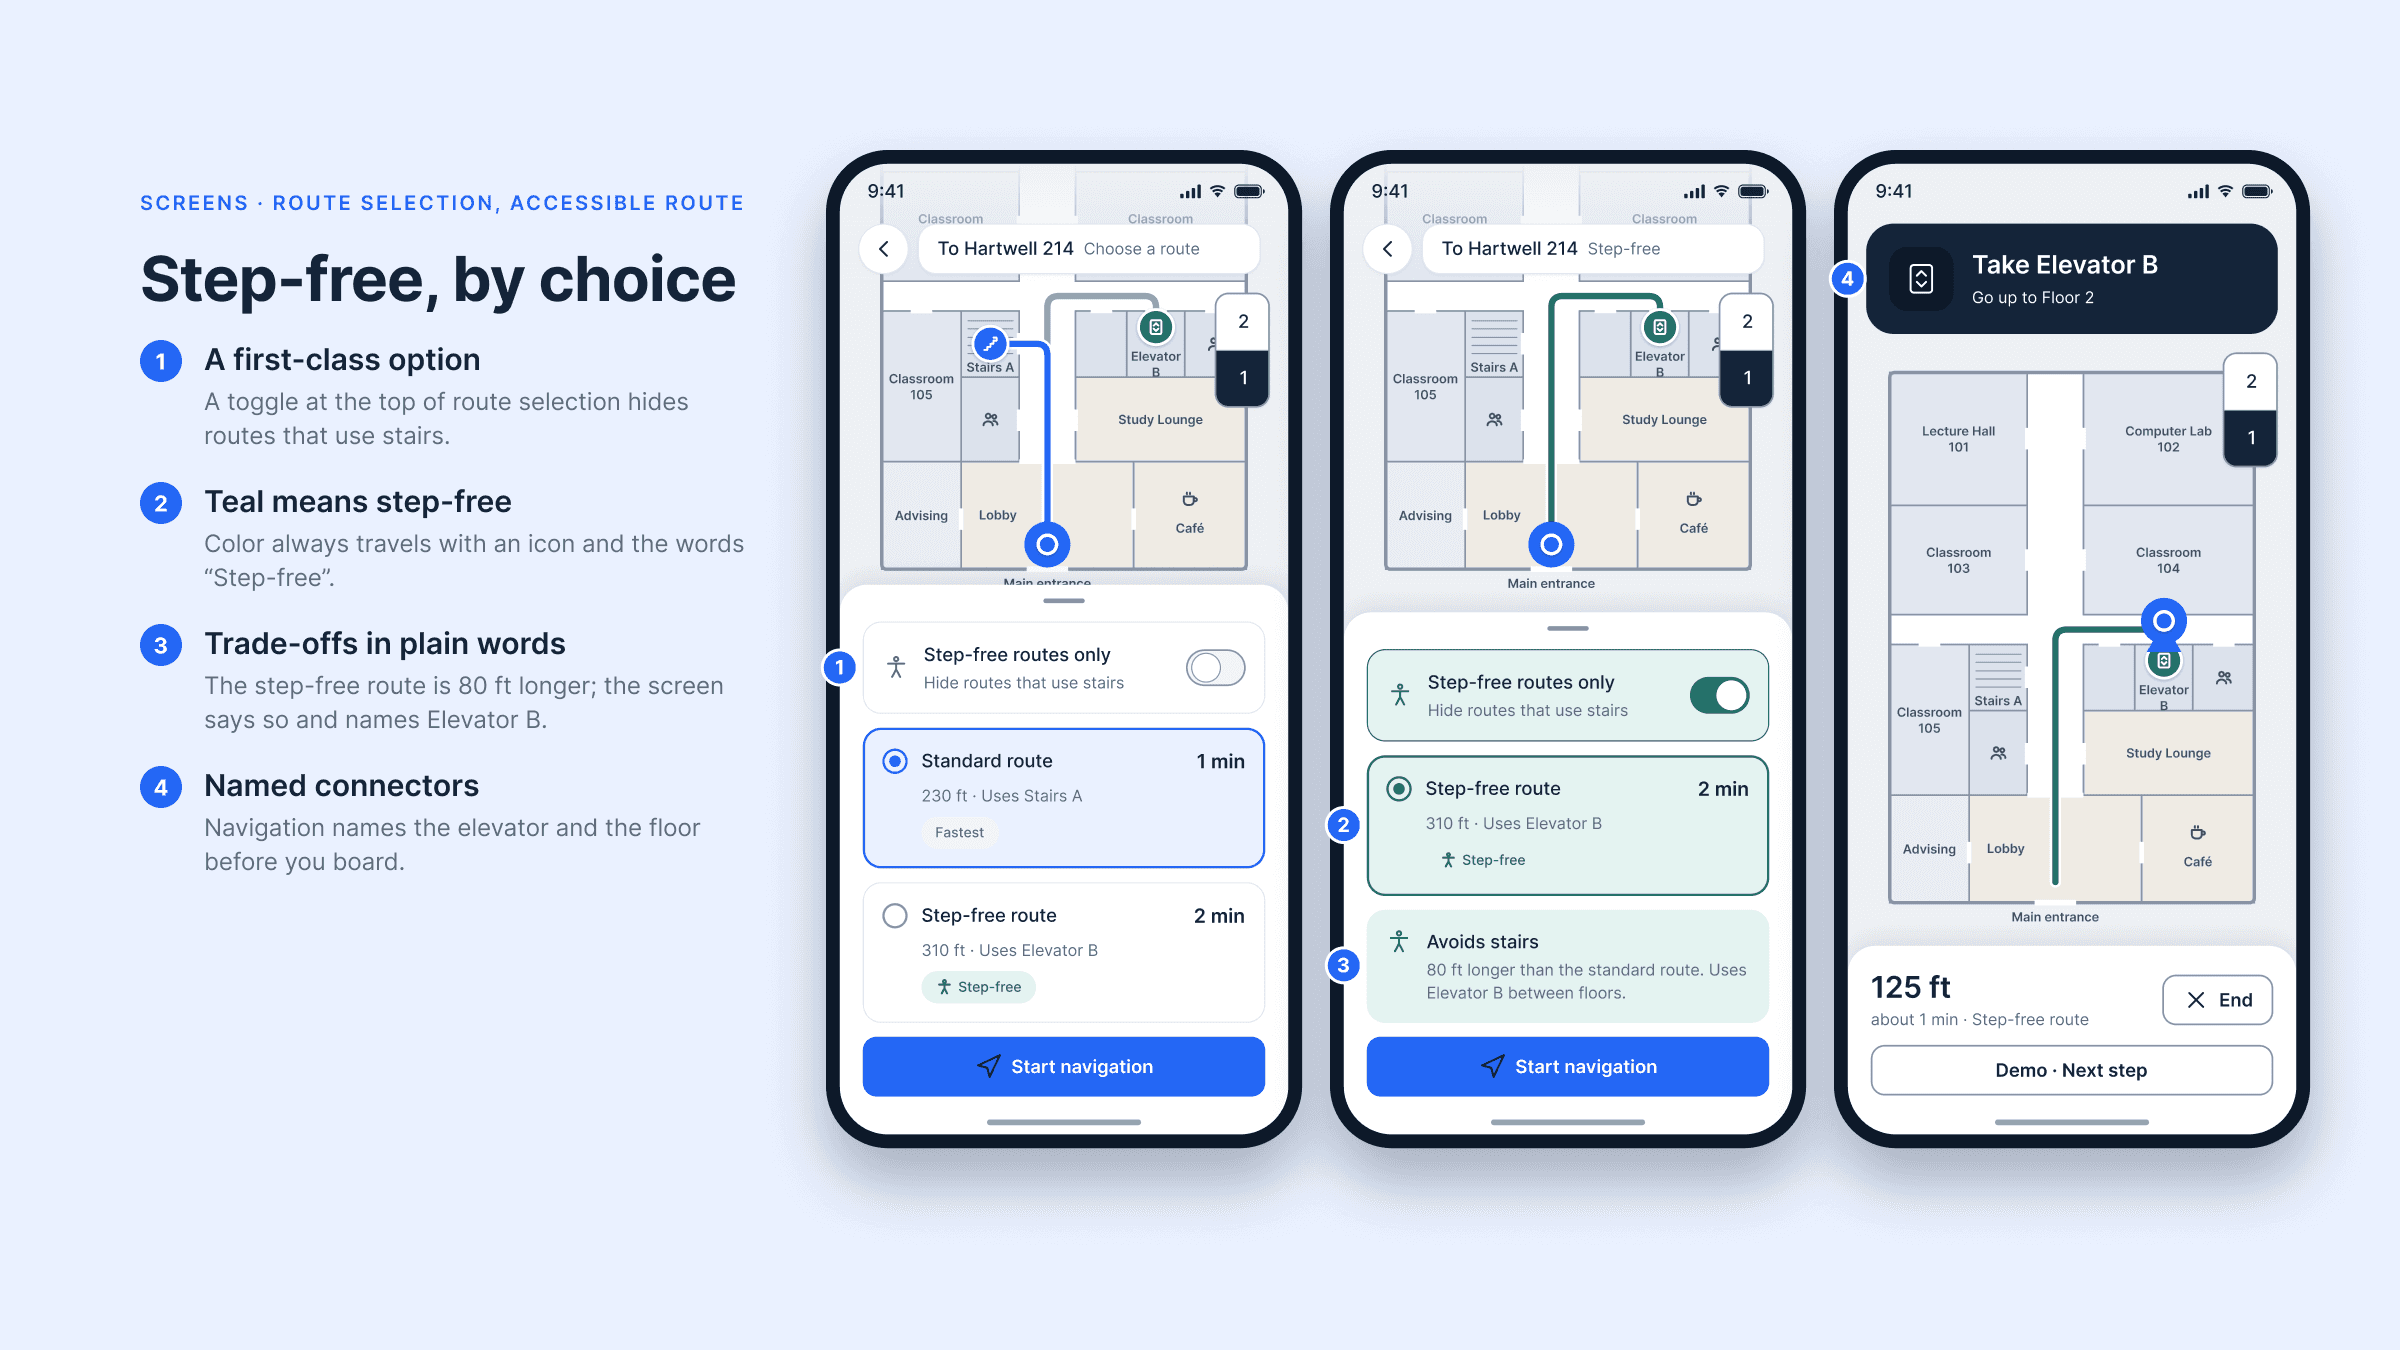 SCREENS · ROUTE SELECTION, ACCESSIBLE ROUTE
Step-free, by choice
1
A first-class option
A toggle at the top of route selection hides
routes that use stairs.
2
Teal means step-free
Color always travels with an icon and the words
“Step-free”.
3
Trade-offs in plain words
The step-free route is 80 ft longer; the screen
says so and names Elevator B.
4
Named connectors
Navigation names the elevator and the floor
before you board.
9:41
Classroom
Classroom
To Hartwell 214 Choose a route
2
1
Stairs A
Elevator
B
Classroom
105
Study Lounge
Advising
Lobby
Café
Main entrance
1
Step-free routes only
Hide routes that use stairs
Standard route
1 min
230 ft · Uses Stairs A
Fastest
Step-free route
2 min
310 ft · Uses Elevator B
Step-free
Start navigation
9:41
Classroom
Classroom
To Hartwell 214 Step-free
2
1
Stairs A
Elevator
B
Classroom
105
Study Lounge
Advising
Lobby
Café
Main entrance
Step-free routes only
Hide routes that use stairs
2
Step-free route
2 min
310 ft · Uses Elevator B
Step-free
3
Avoids stairs
80 ft longer than the standard route. Uses
Elevator B between floors.
Start navigation
9:41
4
Take Elevator B
Go up to Floor 2
2
1
Lecture Hall
101
Computer Lab
102
Classroom
103
Classroom
104
Stairs A
Elevator
B
Classroom
105
Study Lounge
Advising
Lobby
Café
Main entrance
125 ft
about 1 min · Step-free route
End
Demo · Next step